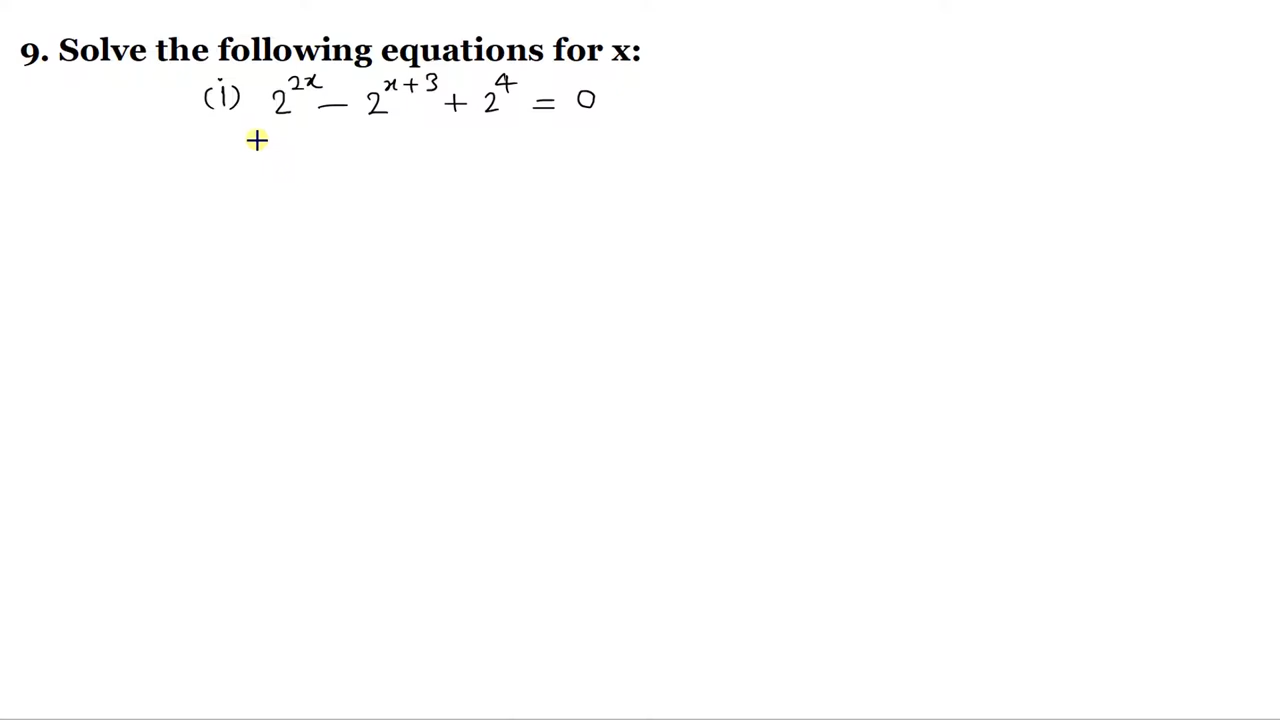 9. Solve the following equations for x:
(i) 2^{2x} - 2^{x+3} + 2^4 = 0